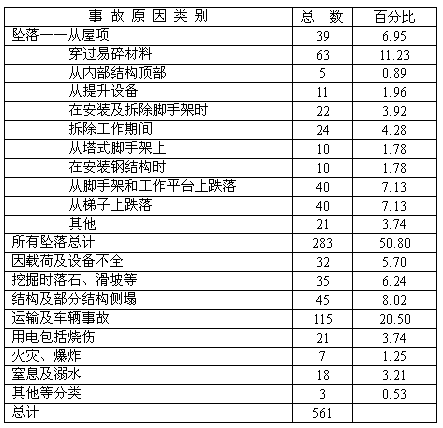 事故原因类别 总数 百分比
坠落——从屋项 39 6.95
穿过易碎材料 63 11.23
从内部结构顶部 5 0.89
从提升设备 11 1.96
在安装及拆除脚手架时 22 3.92
拆除工作期间 24 4.28
从塔式脚手架上 10 1.78
在安装钢结构时 10 1.78
从脚手架和工作平台上跌落 40 7.13
从梯子上跌落 40 7.13
其他 21 3.74
所有坠落总计 283 50.80
因载荷及设备不全 32 5.70
挖掘时落石、滑坡等 35 6.24
结构及部分结构侧塌 45 8.02
运输及车辆事故 115 20.50
用电包括烧伤 21 3.74
火灾、爆炸 7 1.25
窒息及溺水 18 3.21
其他等分类 3 0.53
总计 561